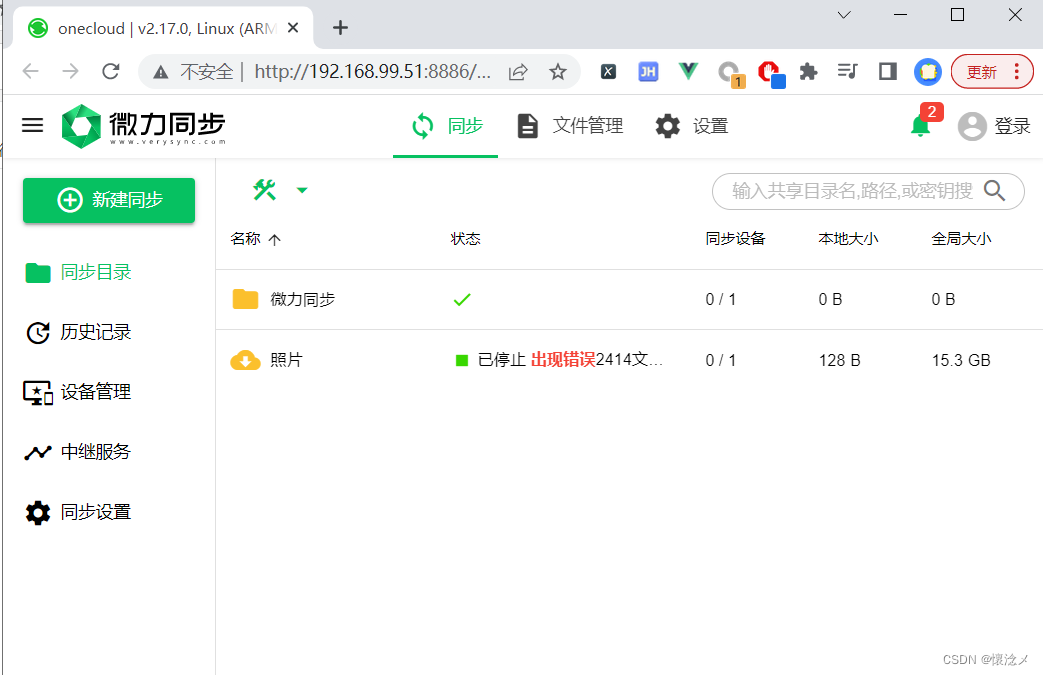 onecloud | v2.17.0, Linux (ARM
不安全 | http://192.168.99.51:8886/...
X
JH
1
更新
微力同步
www.verysync.com
同步
文件管理
设置
2
登录
新建同步
输入共享目录名,路径,或密钥搜
名称
状态
同步设备
本地大小
全局大小
同步目录
微力同步
0 / 1
0 B
0 B
历史记录
照片
已停止 出现错误2414文...
0 / 1
128 B
15.3 GB
设备管理
中继服务
同步设置
CSDN @懷淰メ